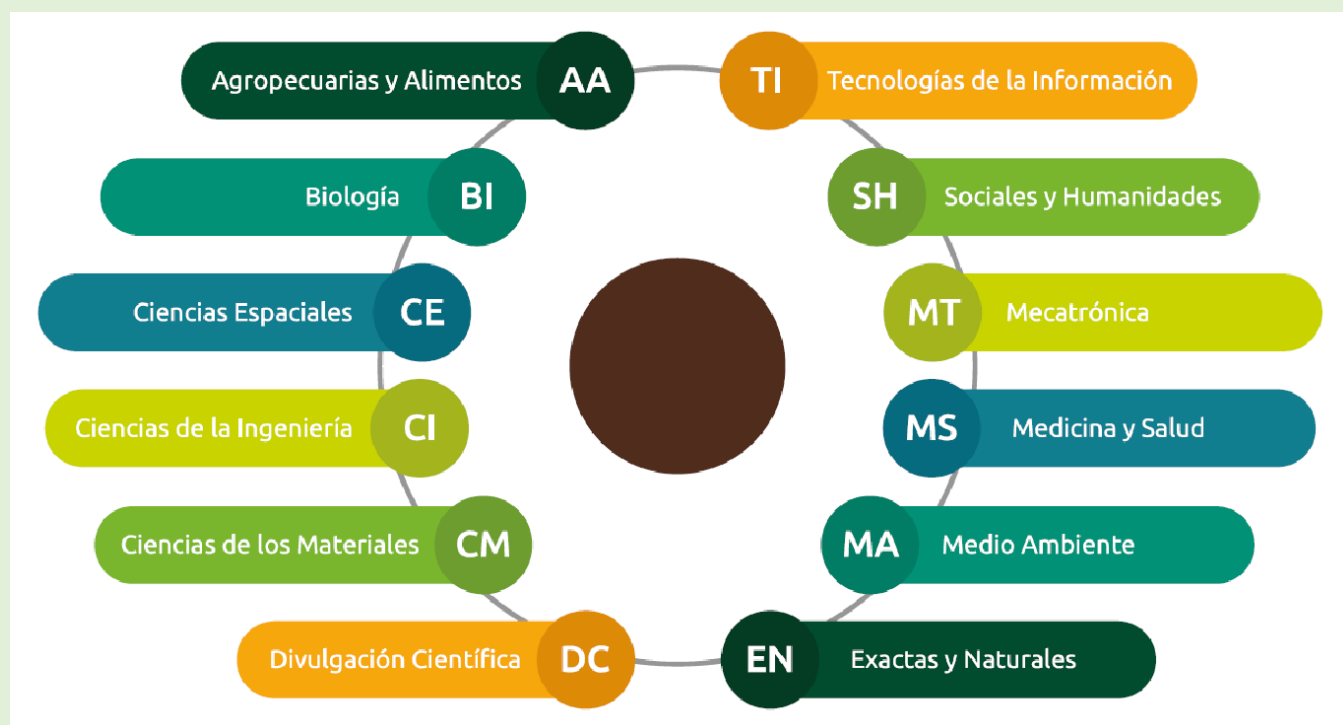 Agropecuarias y Alimentos AA
TI Tecnologías de la Información
Biología BI
SH Sociales y Humanidades
Ciencias Espaciales CE
MT Mecatrónica
Ciencias de la Ingeniería CI
MS Medicina y Salud
Ciencias de los Materiales CM
MA Medio Ambiente
Divulgación Científica DC
EN Exactas y Naturales